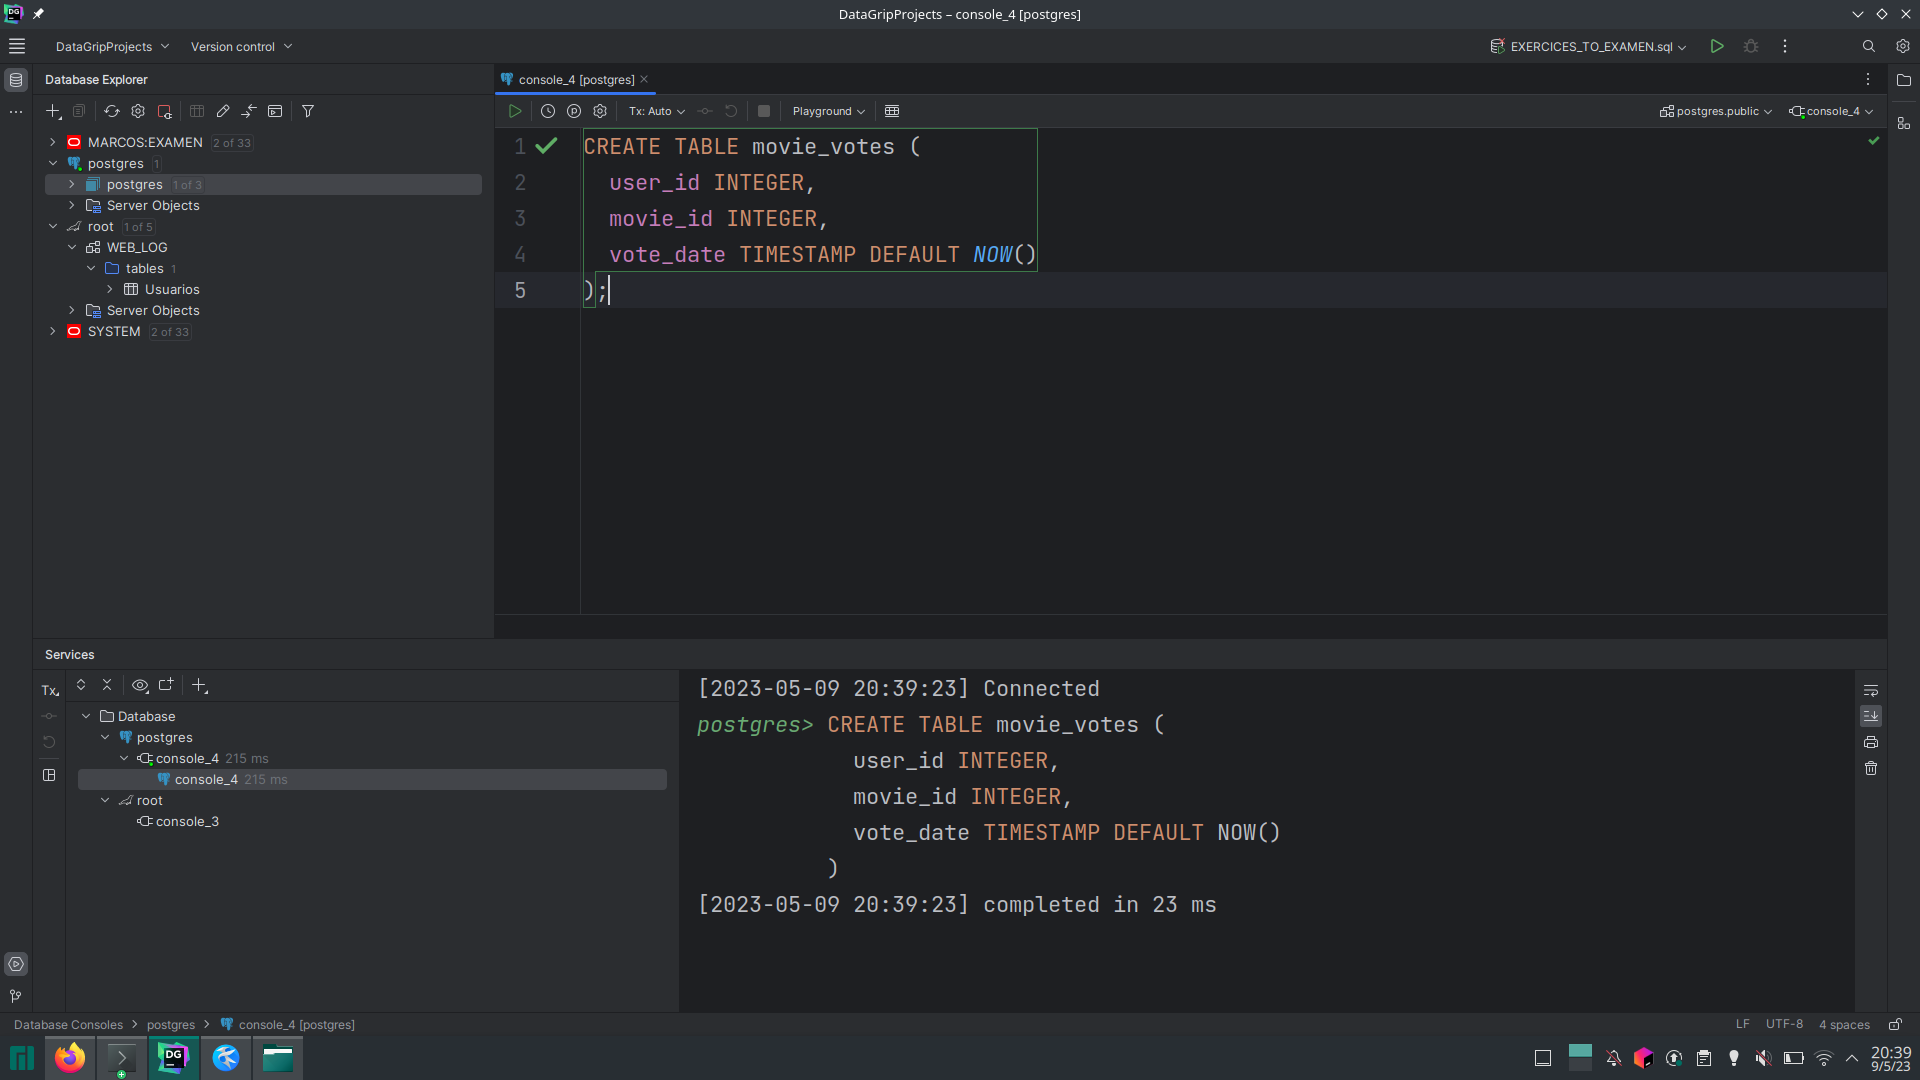 DataGripProjects – console_4 [postgres]
DataGripProjects
Version control
EXERCICES_TO_EXAMEN.sql
Database Explorer
console_4 [postgres]
Tx: Auto
Playground
postgres.public
console_4
MARCOS:EXAMEN 2 of 33
postgres 1
postgres 1 of 3
Server Objects
root 1 of 5
WEB_LOG
tables 1
Usuarios
Server Objects
SYSTEM 2 of 33
1 CREATE TABLE movie_votes (
2 user_id INTEGER,
3 movie_id INTEGER,
4 vote_date TIMESTAMP DEFAULT NOW()
5 );
Services
Tx
Database
postgres
console_4 215 ms
console_4 215 ms
root
console_3
[2023-05-09 20:39:23] Connected
postgres> CREATE TABLE movie_votes (
user_id INTEGER,
movie_id INTEGER,
vote_date TIMESTAMP DEFAULT NOW()
)
[2023-05-09 20:39:23] completed in 23 ms
Database Consoles > postgres > console_4 [postgres]
LF UTF-8 4 spaces
DG
20:39
9/5/23